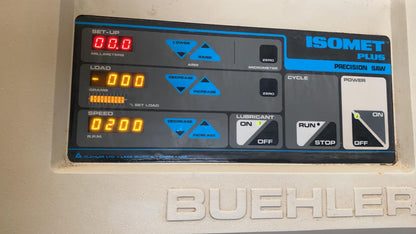 SET-UP
00.0
MILLIMETERS
LOWER
RAISE
ARM
ZERO
MICROMETER
ISOMET
PLUS
PRECISION SAW
LOAD
- 000
GRAMS
% SET LOAD
DECREASE
INCREASE
ZERO
CYCLE
POWER
SPEED
0200
R.P.M.
DECREASE
INCREASE
LUBRICANT
ON
OFF
RUN
STOP
ON
OFF
BUEHLER